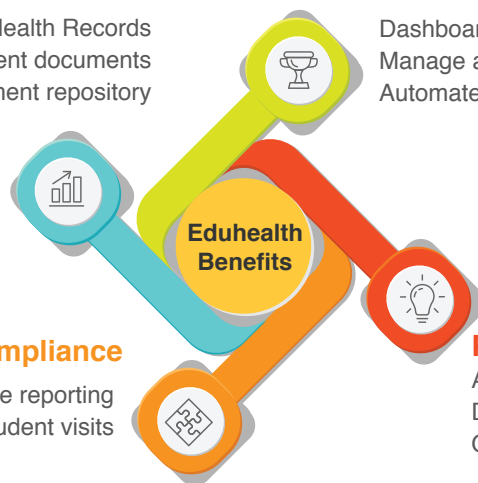 Health Records
ent documents
ment repository
Dashboar
Manage a
Automate
Eduhealth
Benefits
mpliance
e reporting
udent visits
A
D